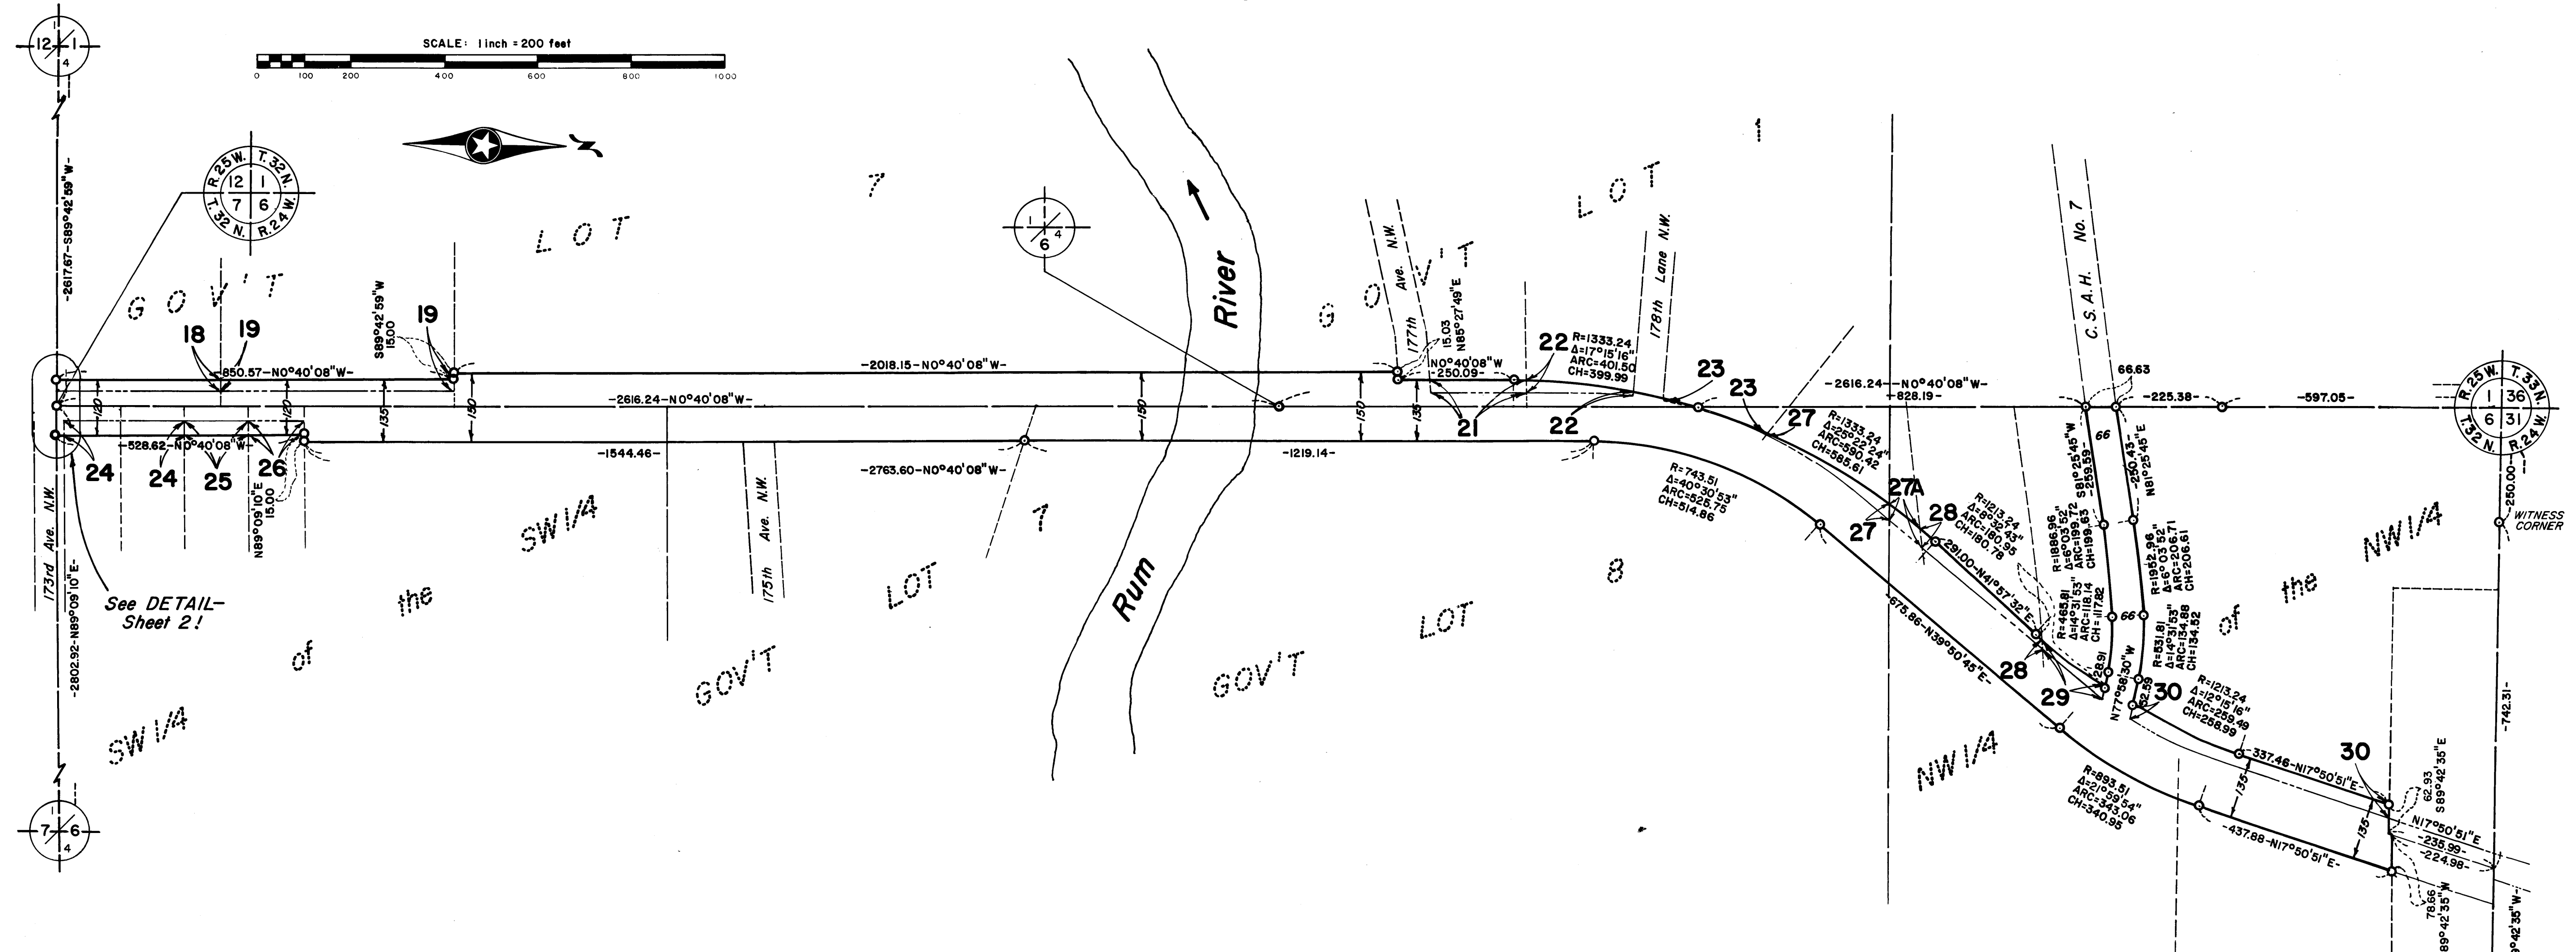 SCALE: 1 inch = 200 feet
0 100 200 400 600 800 1000
12 1
4
-2617.67-S89°42'59"W-
R.25W. T.32N.
12 1
7 6
T.32N. R.24W.
N
GOV'T LOT 7
1
6 4
River
Rum
GOV'T LOT 1
177th Ave. N.W.
15.03
N85°27'49"E
178th Lane N.W.
C.S.A.H. No. 7
18
19
S89°42'59"W
15.00
19
-850.57-N0°40'08"W-
-2018.15-N0°40'08"W-
N0°40'08"W
-250.09-
22
R=1333.24
Δ=17°15'16"
ARC=401.50
CH=399.99
23
23
-2616.24-N0°40'08"W-
828.19-
66.63
-225.38-
-597.05-
R.25W. T.33N.
1 36
6 31
T.32N. R.24W.
120
120
135
150
-2616.24-N0°40'08"W-
150
150
135
21
22
-528.62-N0°40'08"W-
24
24
25
26
N89°09'10"E
15.00
-1544.46-
-2763.60-N0°40'08"W-
-1219.14-
27
R=1333.24
Δ=25°22'24"
ARC=590.42
CH=585.61
R=743.51
Δ=40°30'53"
ARC=525.75
CH=514.86
27A
27
28
R=1213.24
Δ=8°32'43"
ARC=180.95
CH=180.78
291.00-N41°57'32"E
S81°25'45"W
-259.59-
66
-250.43-
N81°25'45"E
R=1886.96
Δ=6°03'52"
ARC=199.72
CH=199.63
R=1952.96
Δ=6°03'52"
ARC=206.71
CH=206.61
R=465.81
Δ=14°31'53"
ARC=118.14
CH=117.82
66
R=531.81
Δ=14°31'53"
ARC=134.88
CH=134.52
28
29
28.91
N77°58'30"W
52.59
30
R=1213.24
Δ=12°15'16"
ARC=259.49
CH=258.99
-675.86-N39°50'45"E-
R=893.51
Δ=21°59'54"
ARC=343.06
CH=340.95
-337.46-N17°50'51"E-
135
135
-437.88-N17°50'51"E-
30
62.93
S89°42'35"E
N17°50'51"E
-235.99-
-224.98-
-250.00-
WITNESS
CORNER
-742.31-
173rd Ave. N.W.
-2802.92-N89°09'10"E-
See DETAIL-
Sheet 2!
175th Ave. N.W.
SW 1/4 of the SW 1/4
GOV'T LOT 7
GOV'T LOT 8
NW 1/4 of the NW 1/4
7 6
4
78.66